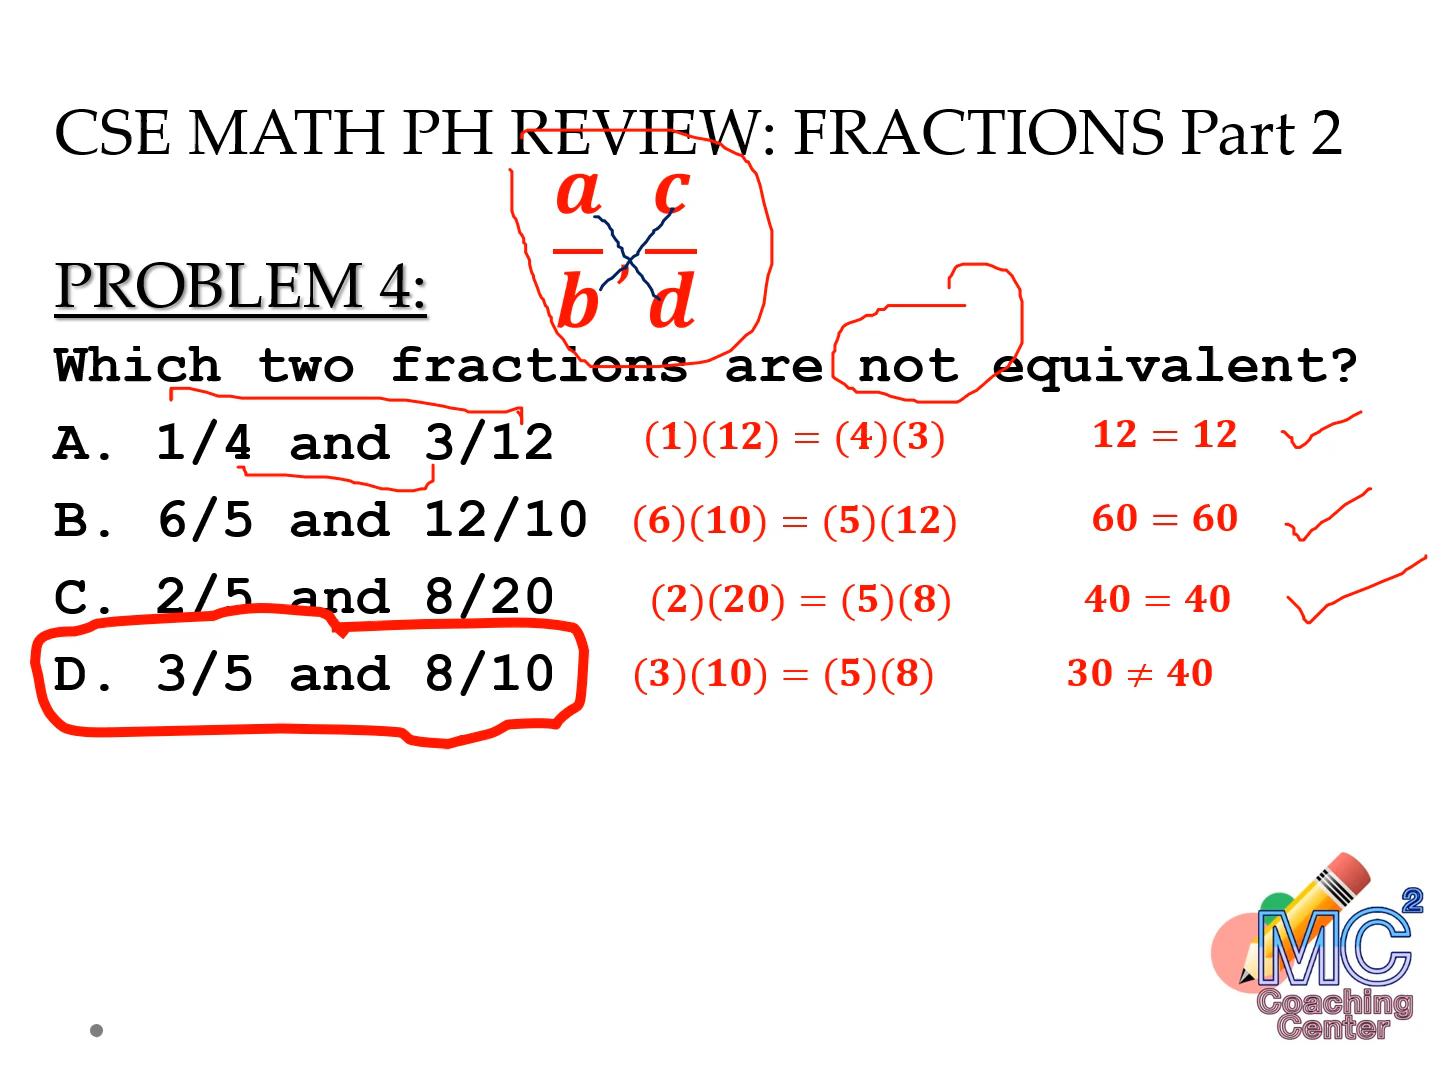 CSE MATH PH REVIEW: FRACTIONS Part 2
a c
b , d
PROBLEM 4:
Which two fractions are not equivalent?
A. 1/4 and 3/12 (1)(12) = (4)(3) 12 = 12
B. 6/5 and 12/10 (6)(10) = (5)(12) 60 = 60
C. 2/5 and 8/20 (2)(20) = (5)(8) 40 = 40
D. 3/5 and 8/10 (3)(10) = (5)(8) 30 ≠ 40
MC²
Coaching
Center